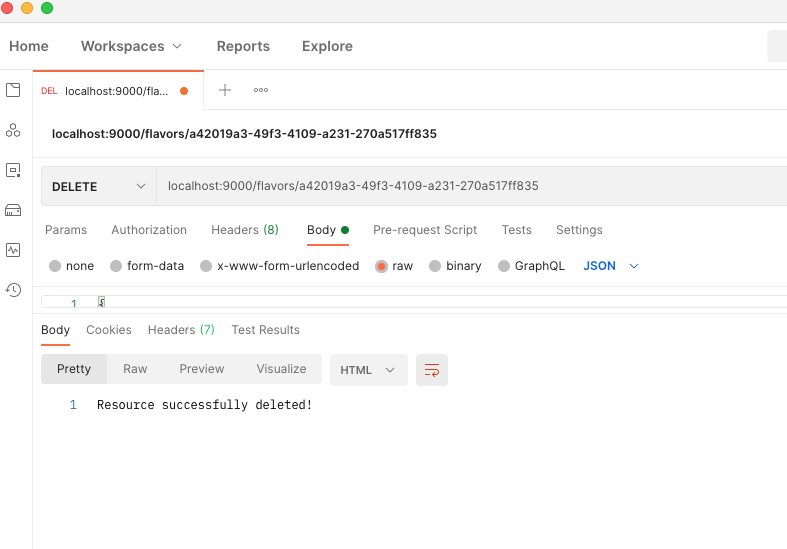 Home Workspaces Reports Explore
DEL localhost:9000/fla...
localhost:9000/flavors/a42019a3-49f3-4109-a231-270a517ff835
DELETE localhost:9000/flavors/a42019a3-49f3-4109-a231-270a517ff835
Params Authorization Headers (8) Body Pre-request Script Tests Settings
none form-data x-www-form-urlencoded raw binary GraphQL JSON
1 {
Body Cookies Headers (7) Test Results
Pretty Raw Preview Visualize HTML
1 Resource successfully deleted!